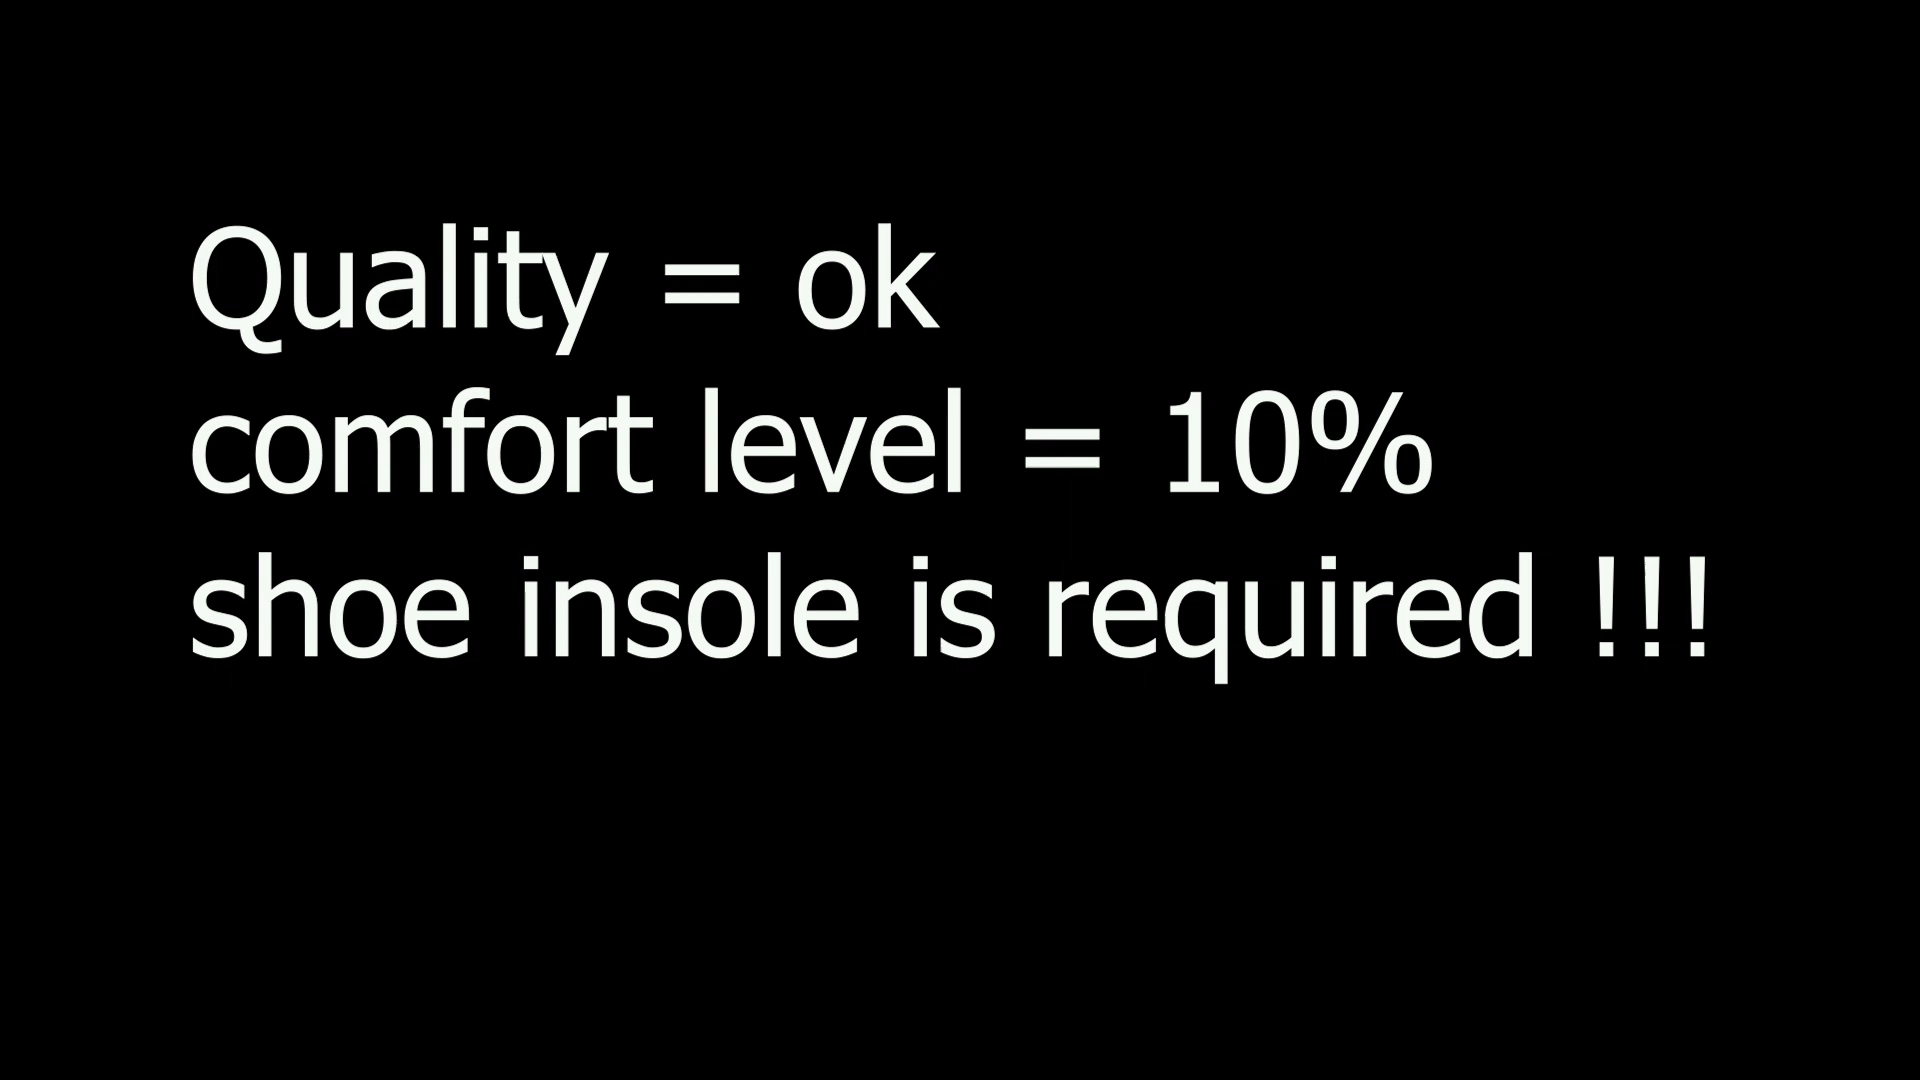 Quality = ok
comfort level = 10%
shoe insole is required !!!